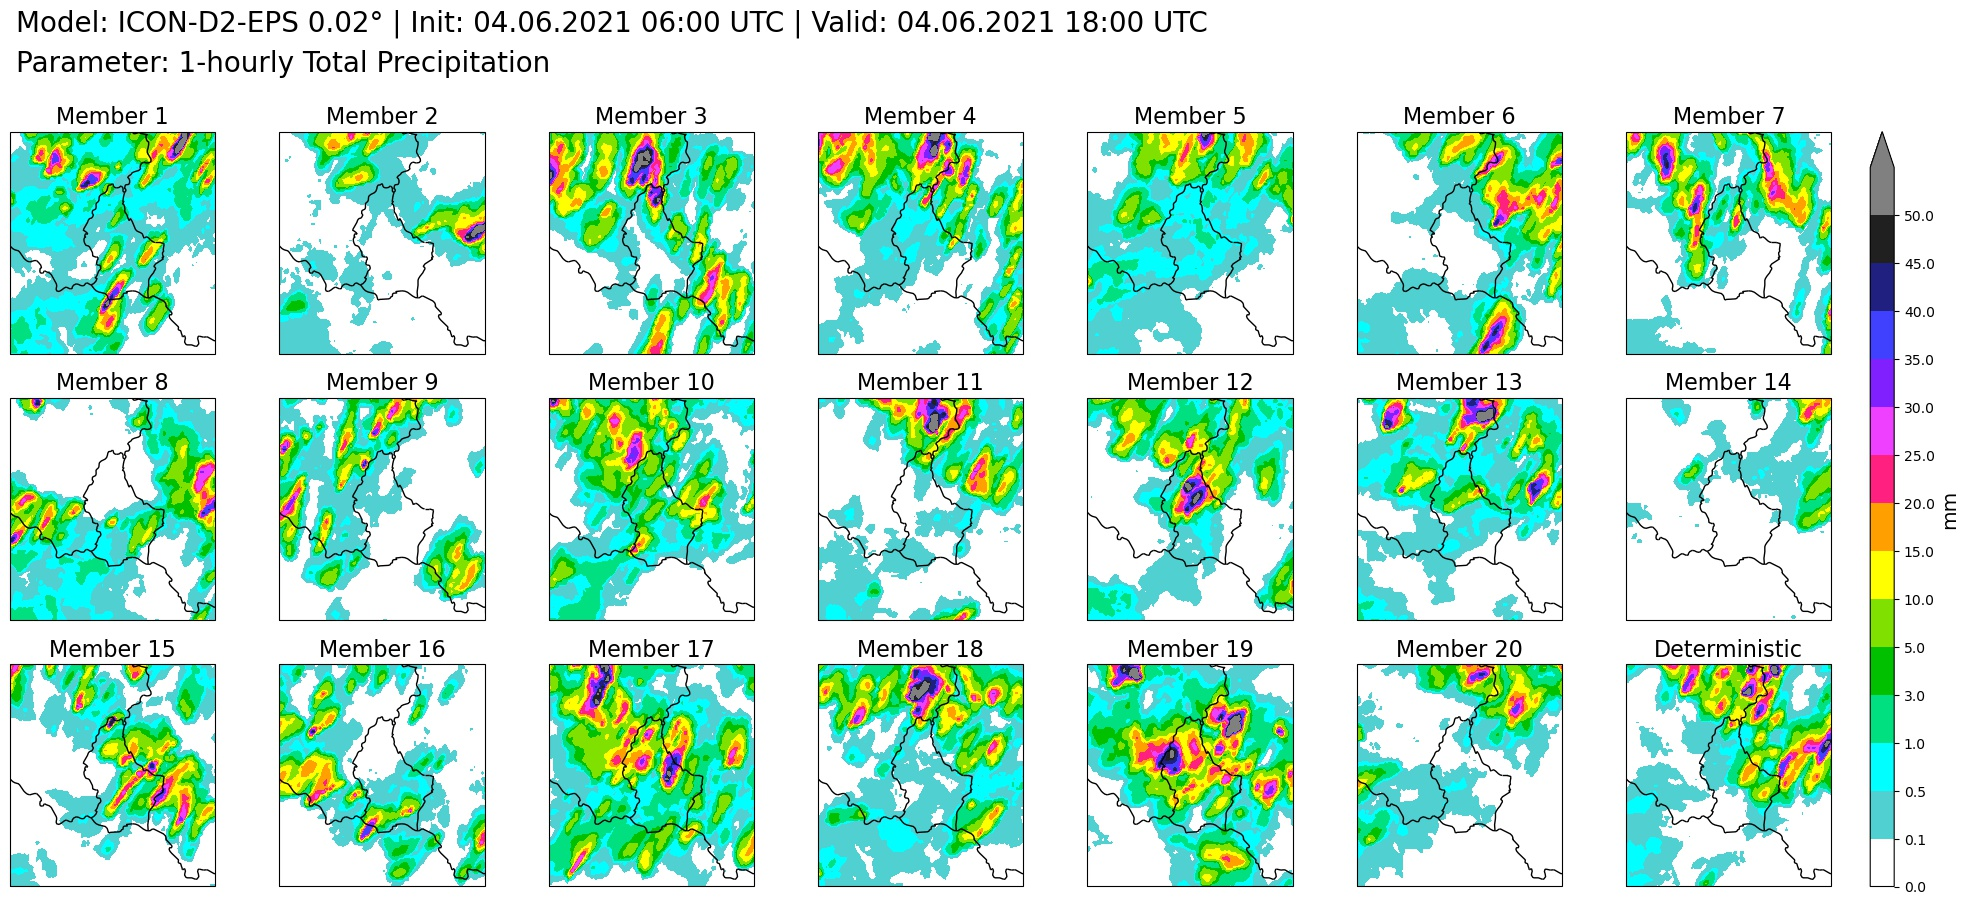 Model: ICON-D2-EPS 0.02° | Init: 04.06.2021 06:00 UTC | Valid: 04.06.2021 18:00 UTC
Parameter: 1-hourly Total Precipitation
Member 1
Member 2
Member 3
Member 4
Member 5
Member 6
Member 7
Member 8
Member 9
Member 10
Member 11
Member 12
Member 13
Member 14
Member 15
Member 16
Member 17
Member 18
Member 19
Member 20
Deterministic
50.0
45.0
40.0
35.0
30.0
25.0
20.0
15.0
10.0
5.0
3.0
1.0
0.5
0.1
0.0
mm